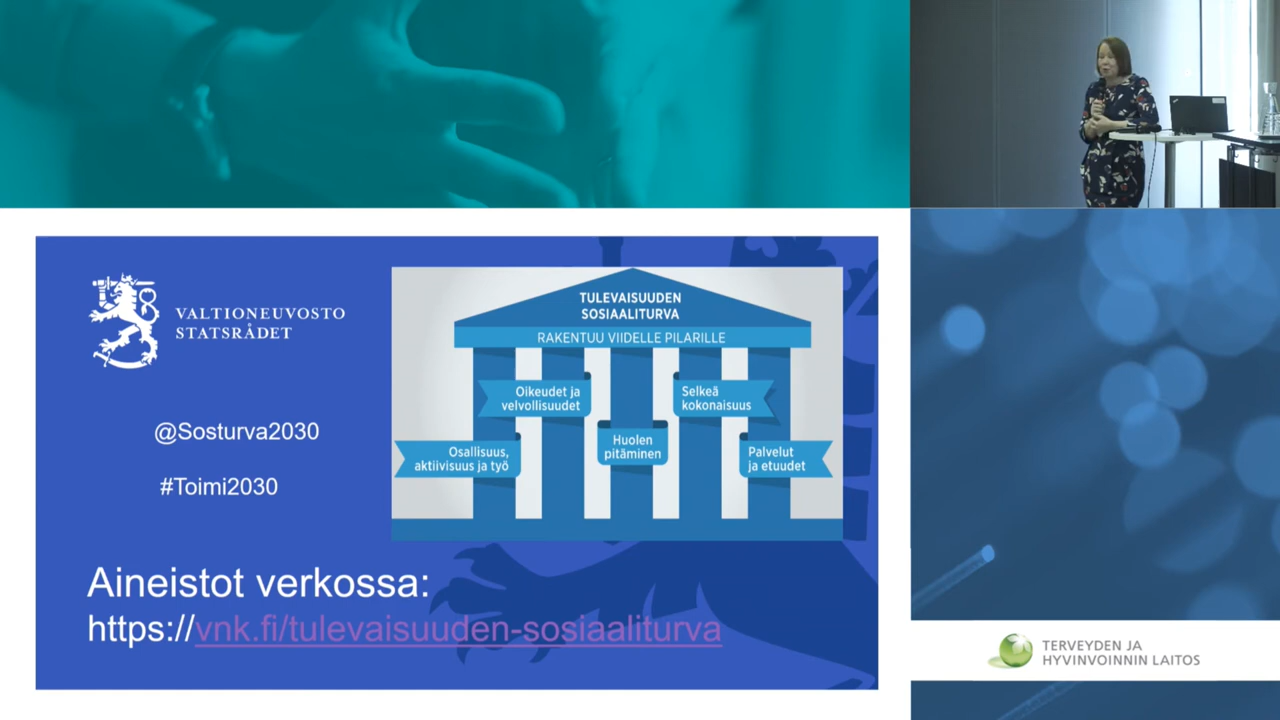 VALTIONEUVOSTO
STATSRÅDET
@Sosturva2030
#Toimi2030
TULEVAISUUDEN
SOSIAALITURVA
RAKENTUU VIIDELLE PILARILLE
Oikeudet ja
velvollisuudet
Selkeä
kokonaisuus
Osallisuus,
aktiivisuus ja työ
Huolen
pitäminen
Palvelut
ja etuudet
Aineistot verkossa:
https://vnk.fi/tulevaisuuden-sosiaaliturva
TERVEYDEN JA
HYVINVOINNIN LAITOS